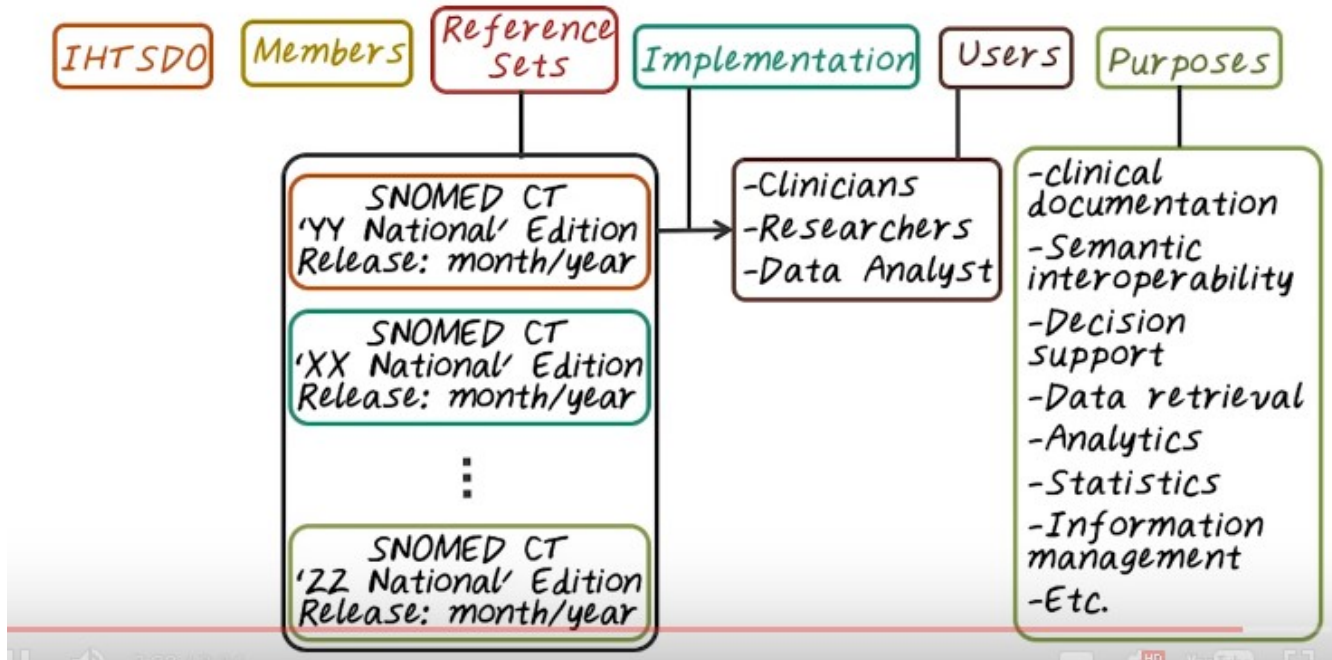 IHTSDO
Members
Reference
Sets
Implementation
Users
Purposes
SNOMED CT
'YY National' Edition
Release: month/year
SNOMED CT
'XX National' Edition
Release: month/year
SNOMED CT
'ZZ National' Edition
Release: month/year
-Clinicians
-Researchers
-Data Analyst
-clinical
documentation
-Semantic
interoperability
-Decision
support
-Data retrieval
-Analytics
-Statistics
-Information
management
-Etc.
HD